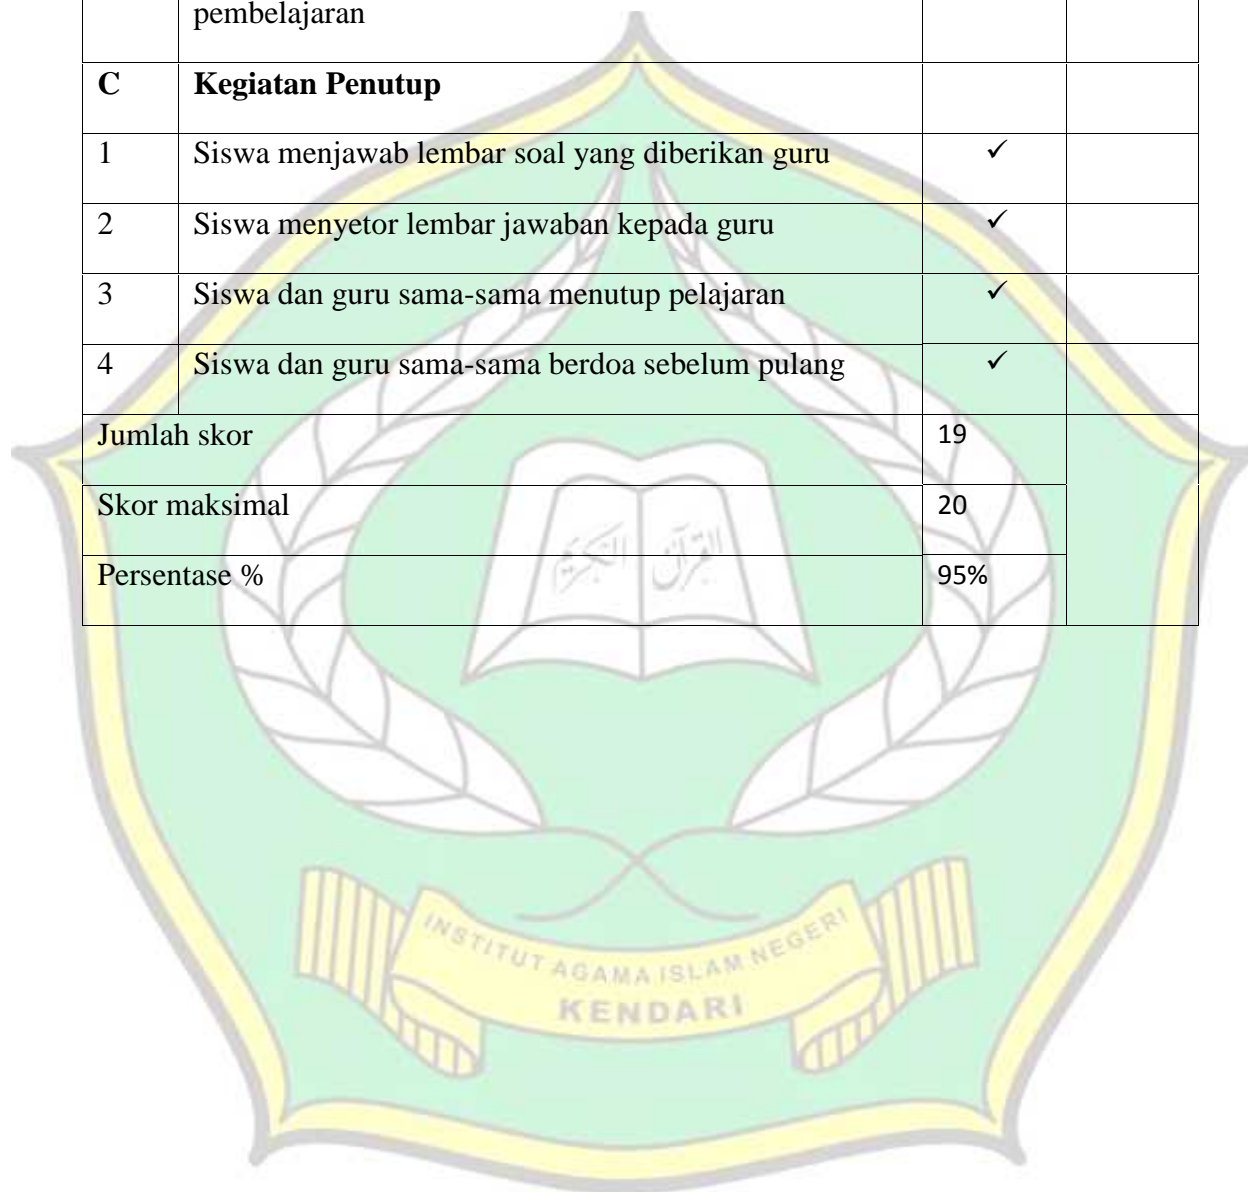 pembelajaran
C Kegiatan Penutup
1 Siswa menjawab lembar soal yang diberikan guru ✓
2 Siswa menyetor lembar jawaban kepada guru ✓
3 Siswa dan guru sama-sama menutup pelajaran ✓
4 Siswa dan guru sama-sama berdoa sebelum pulang ✓
Jumlah skor 19
Skor maksimal 20
Persentase % 95%
القرآن الكريم
INSTITUT AGAMA ISLAM NEGERI
KENDARI